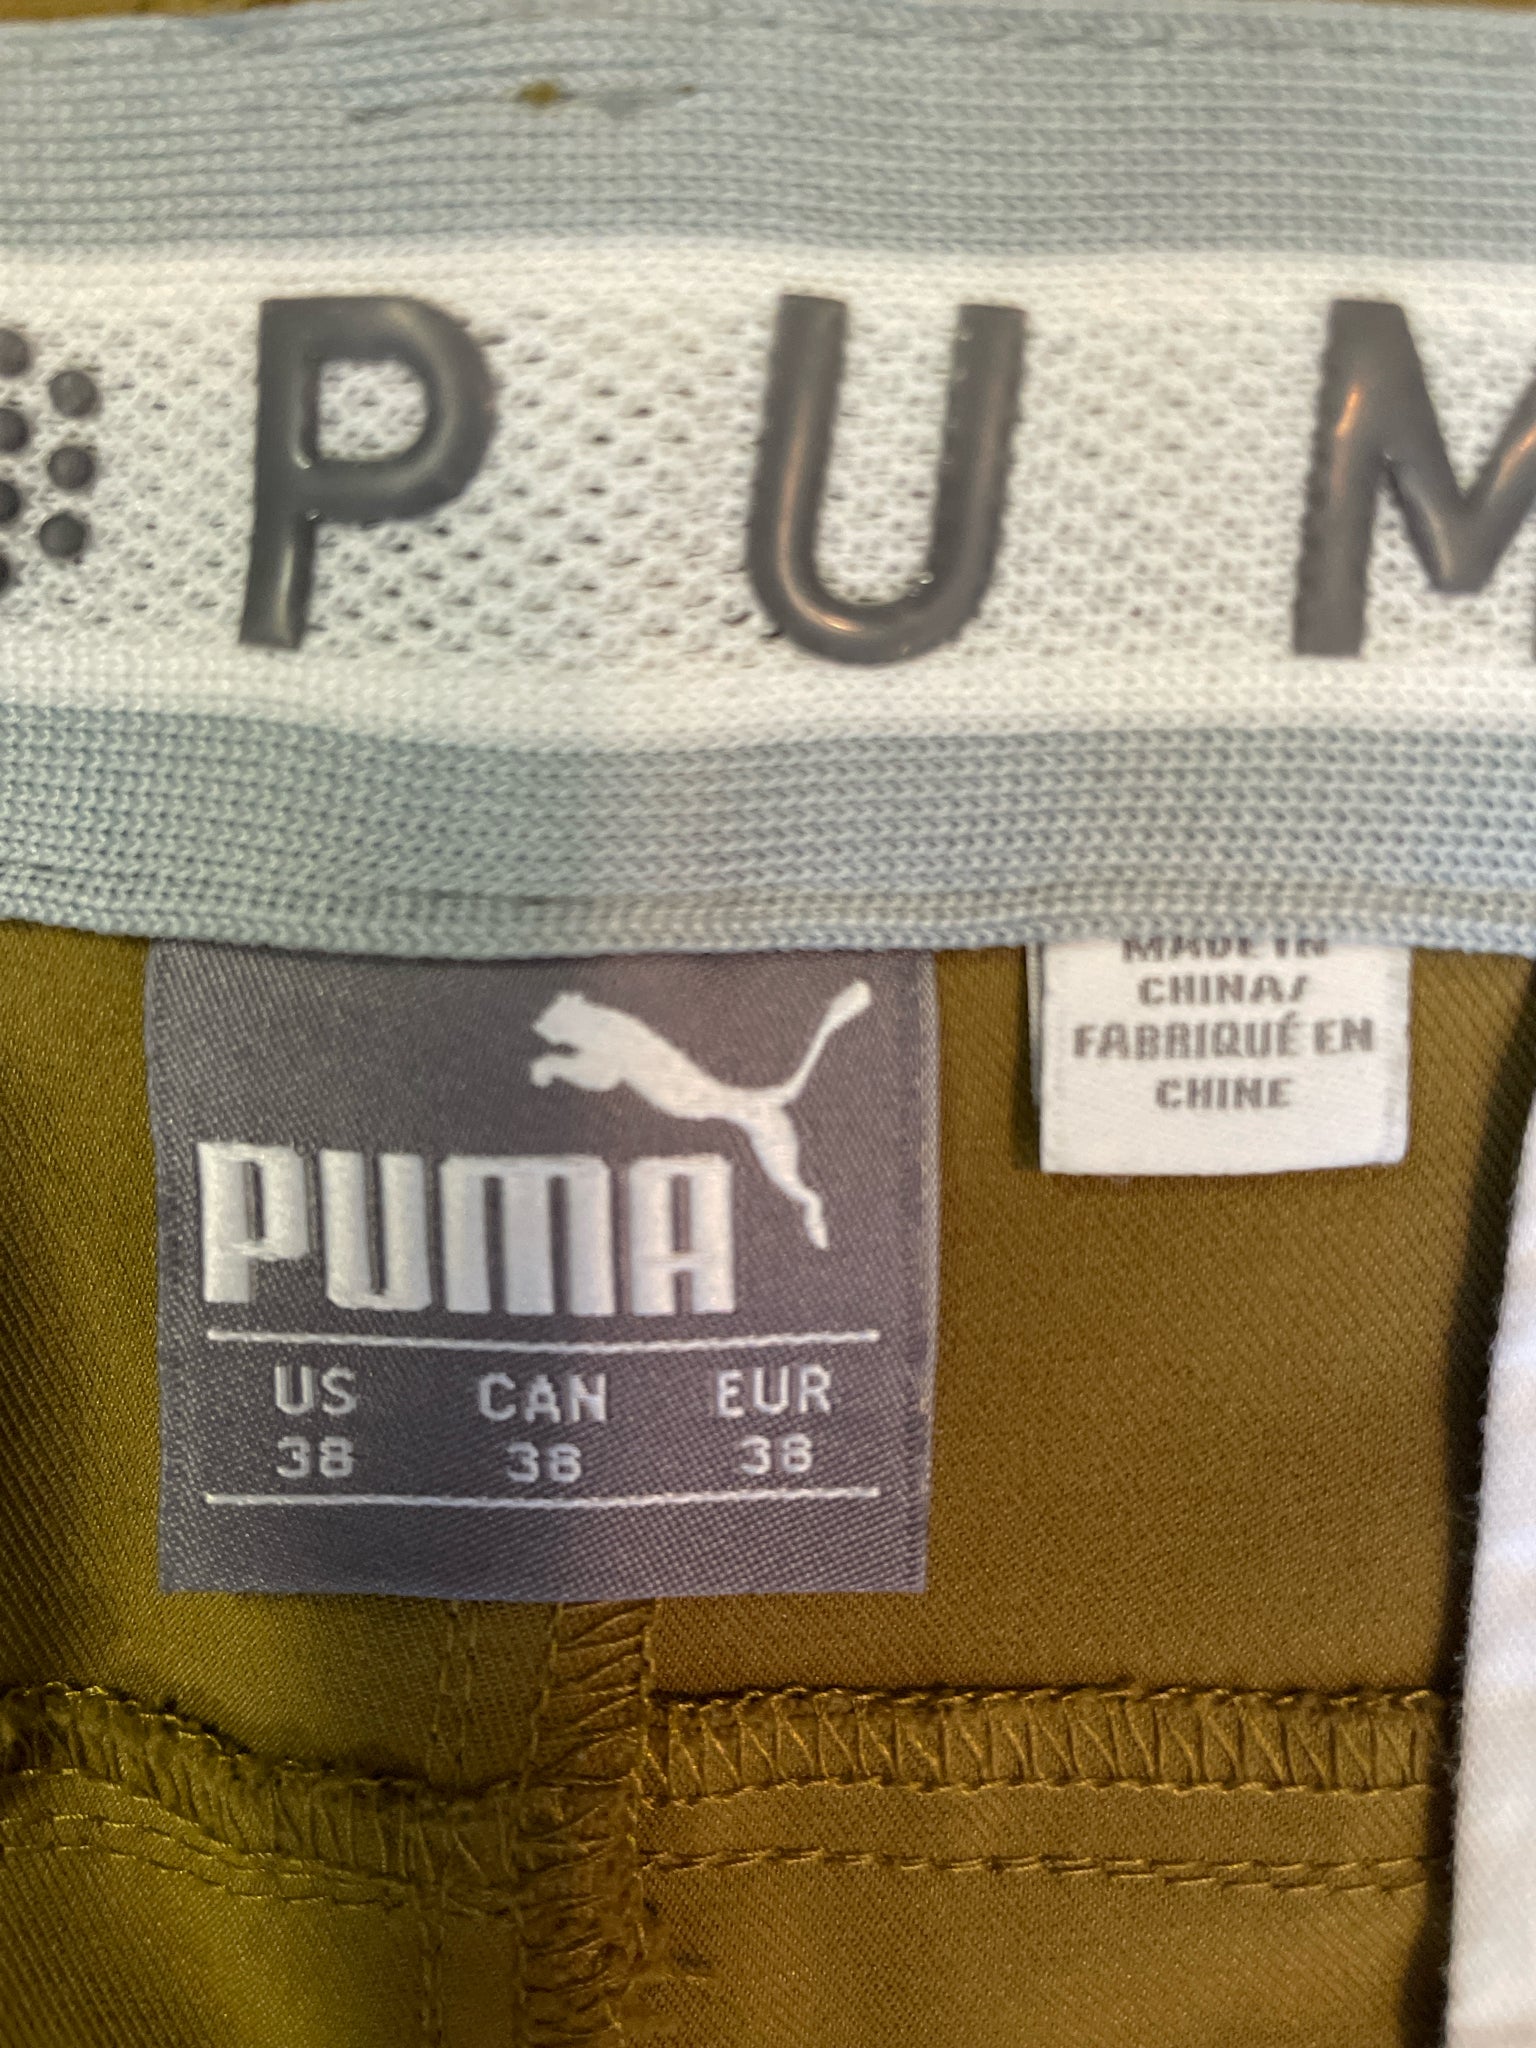 PUM
MADE IN
CHINA/
FABRIQUÉ EN
CHINE
PUMA
US CAN EUR
38 38 38